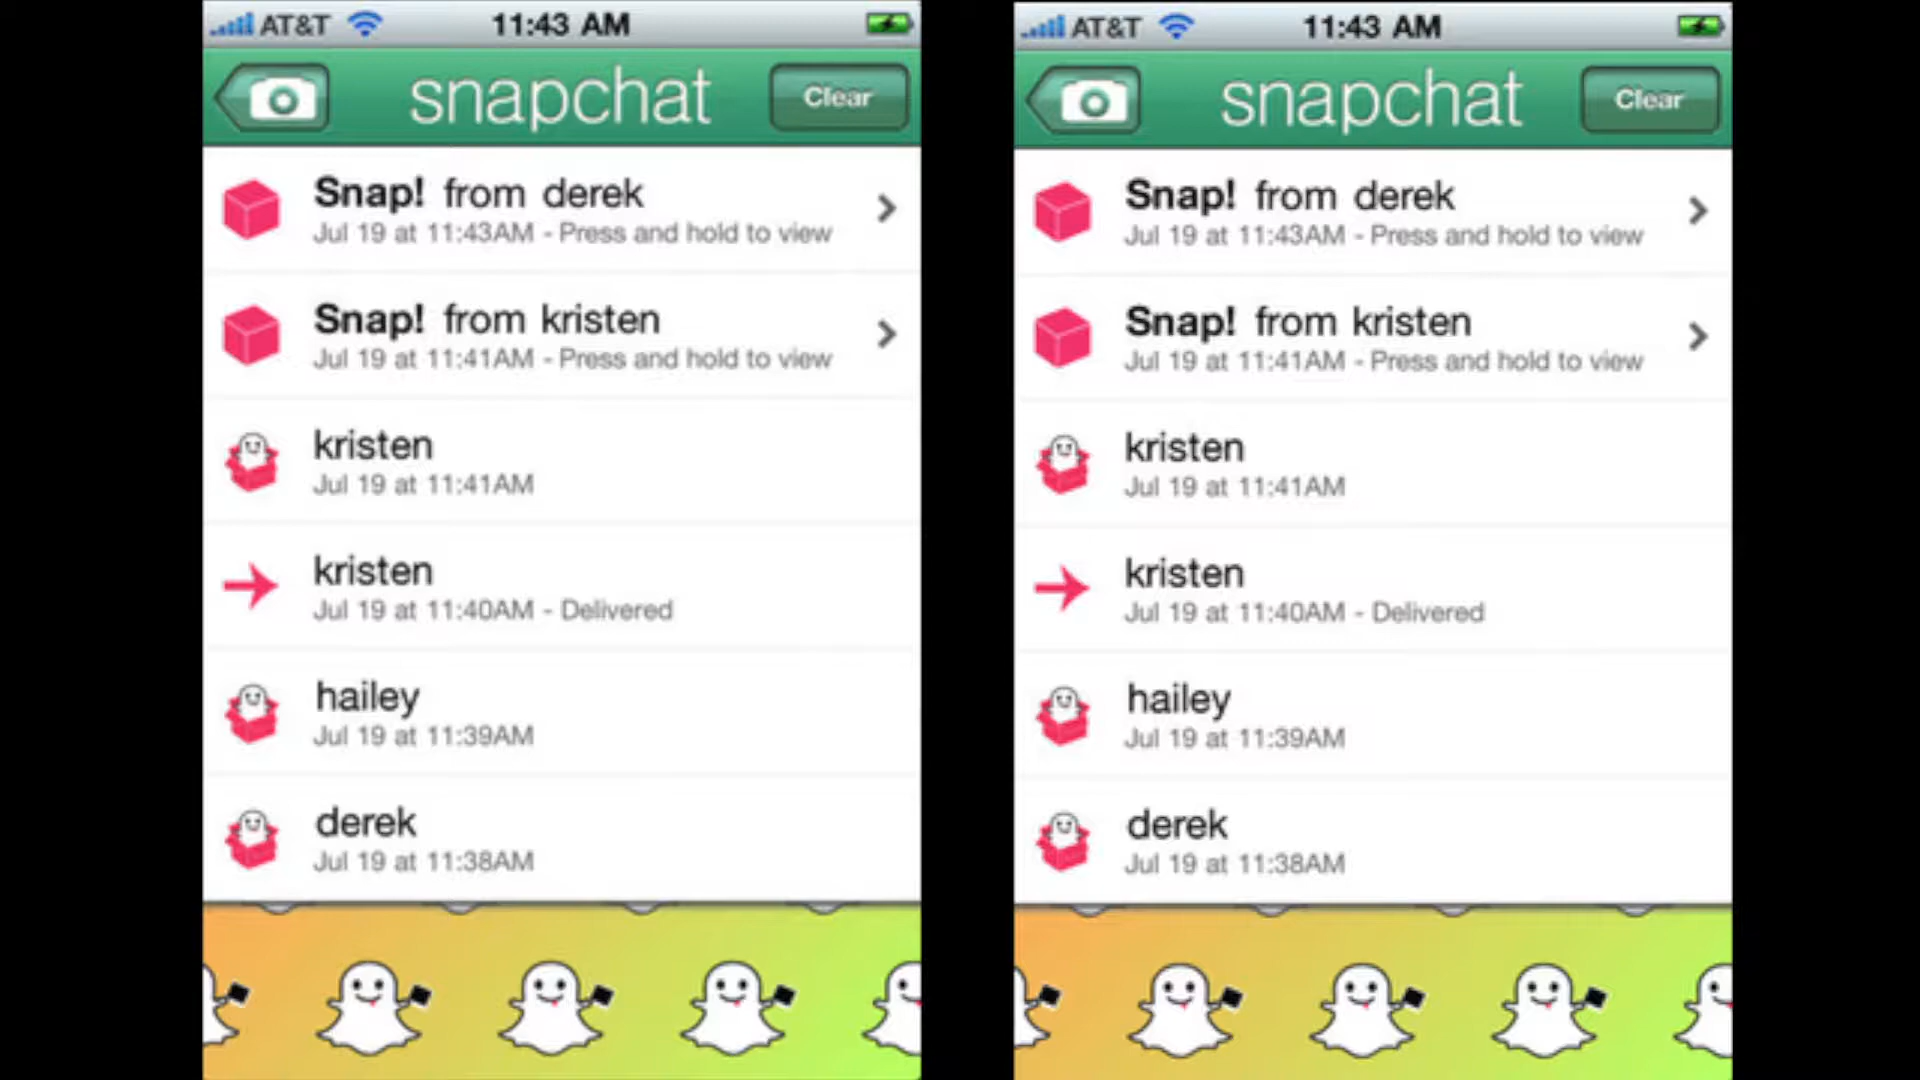 AT&T 11:43 AM
snapchat Clear
Snap! from derek
Jul 19 at 11:43AM - Press and hold to view
Snap! from kristen
Jul 19 at 11:41AM - Press and hold to view
kristen
Jul 19 at 11:41AM
kristen
Jul 19 at 11:40AM - Delivered
hailey
Jul 19 at 11:39AM
derek
Jul 19 at 11:38AM
AT&T 11:43 AM
snapchat Clear
Snap! from derek
Jul 19 at 11:43AM - Press and hold to view
Snap! from kristen
Jul 19 at 11:41AM - Press and hold to view
kristen
Jul 19 at 11:41AM
kristen
Jul 19 at 11:40AM - Delivered
hailey
Jul 19 at 11:39AM
derek
Jul 19 at 11:38AM